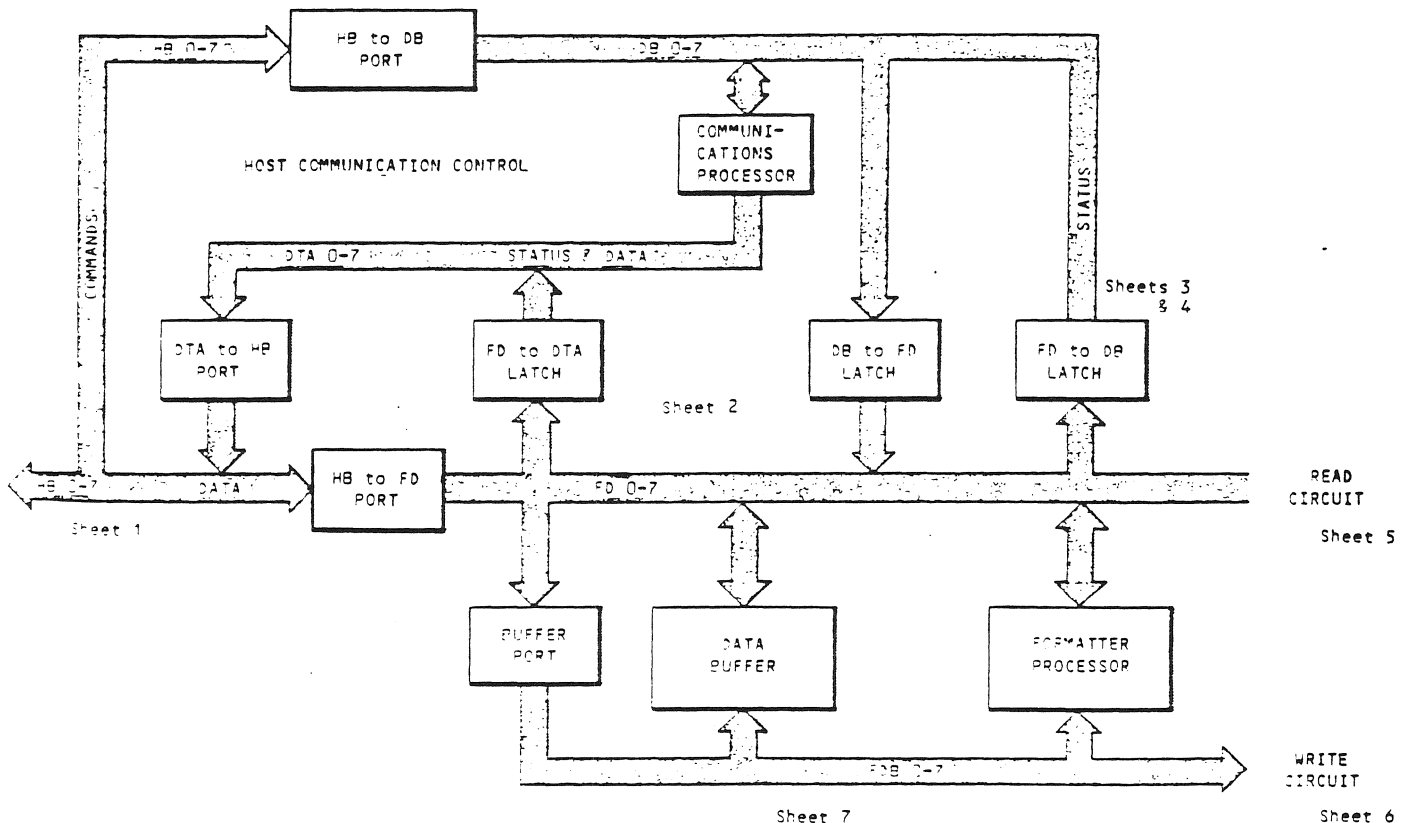 HB 0-7
HB to DB
PORT
DB 0-7
COMMUNI-
CATIONS
PROCESSOR
HOST COMMUNICATION CONTROL
COMMANDS
STATUS
DTA 0-7
STATUS & DATA
Sheets 3
& 4
DTA to HB
PORT
FD to DTA
LATCH
DB to FD
LATCH
FD to DB
LATCH
Sheet 2
HB 0-7
DATA
HB to FD
PORT
FD 0-7
READ
CIRCUIT
Sheet 1
Sheet 5
BUFFER
PORT
DATA
BUFFER
FORMATTER
PROCESSOR
FDB 0-7
WRITE
CIRCUIT
Sheet 7
Sheet 6